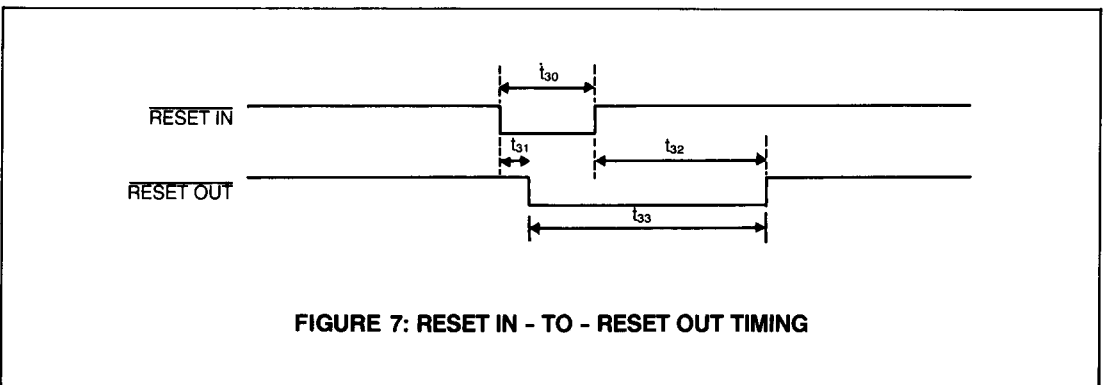 t30
RESET IN
t31
t32
RESET OUT
t33
FIGURE 7: RESET IN - TO - RESET OUT TIMING